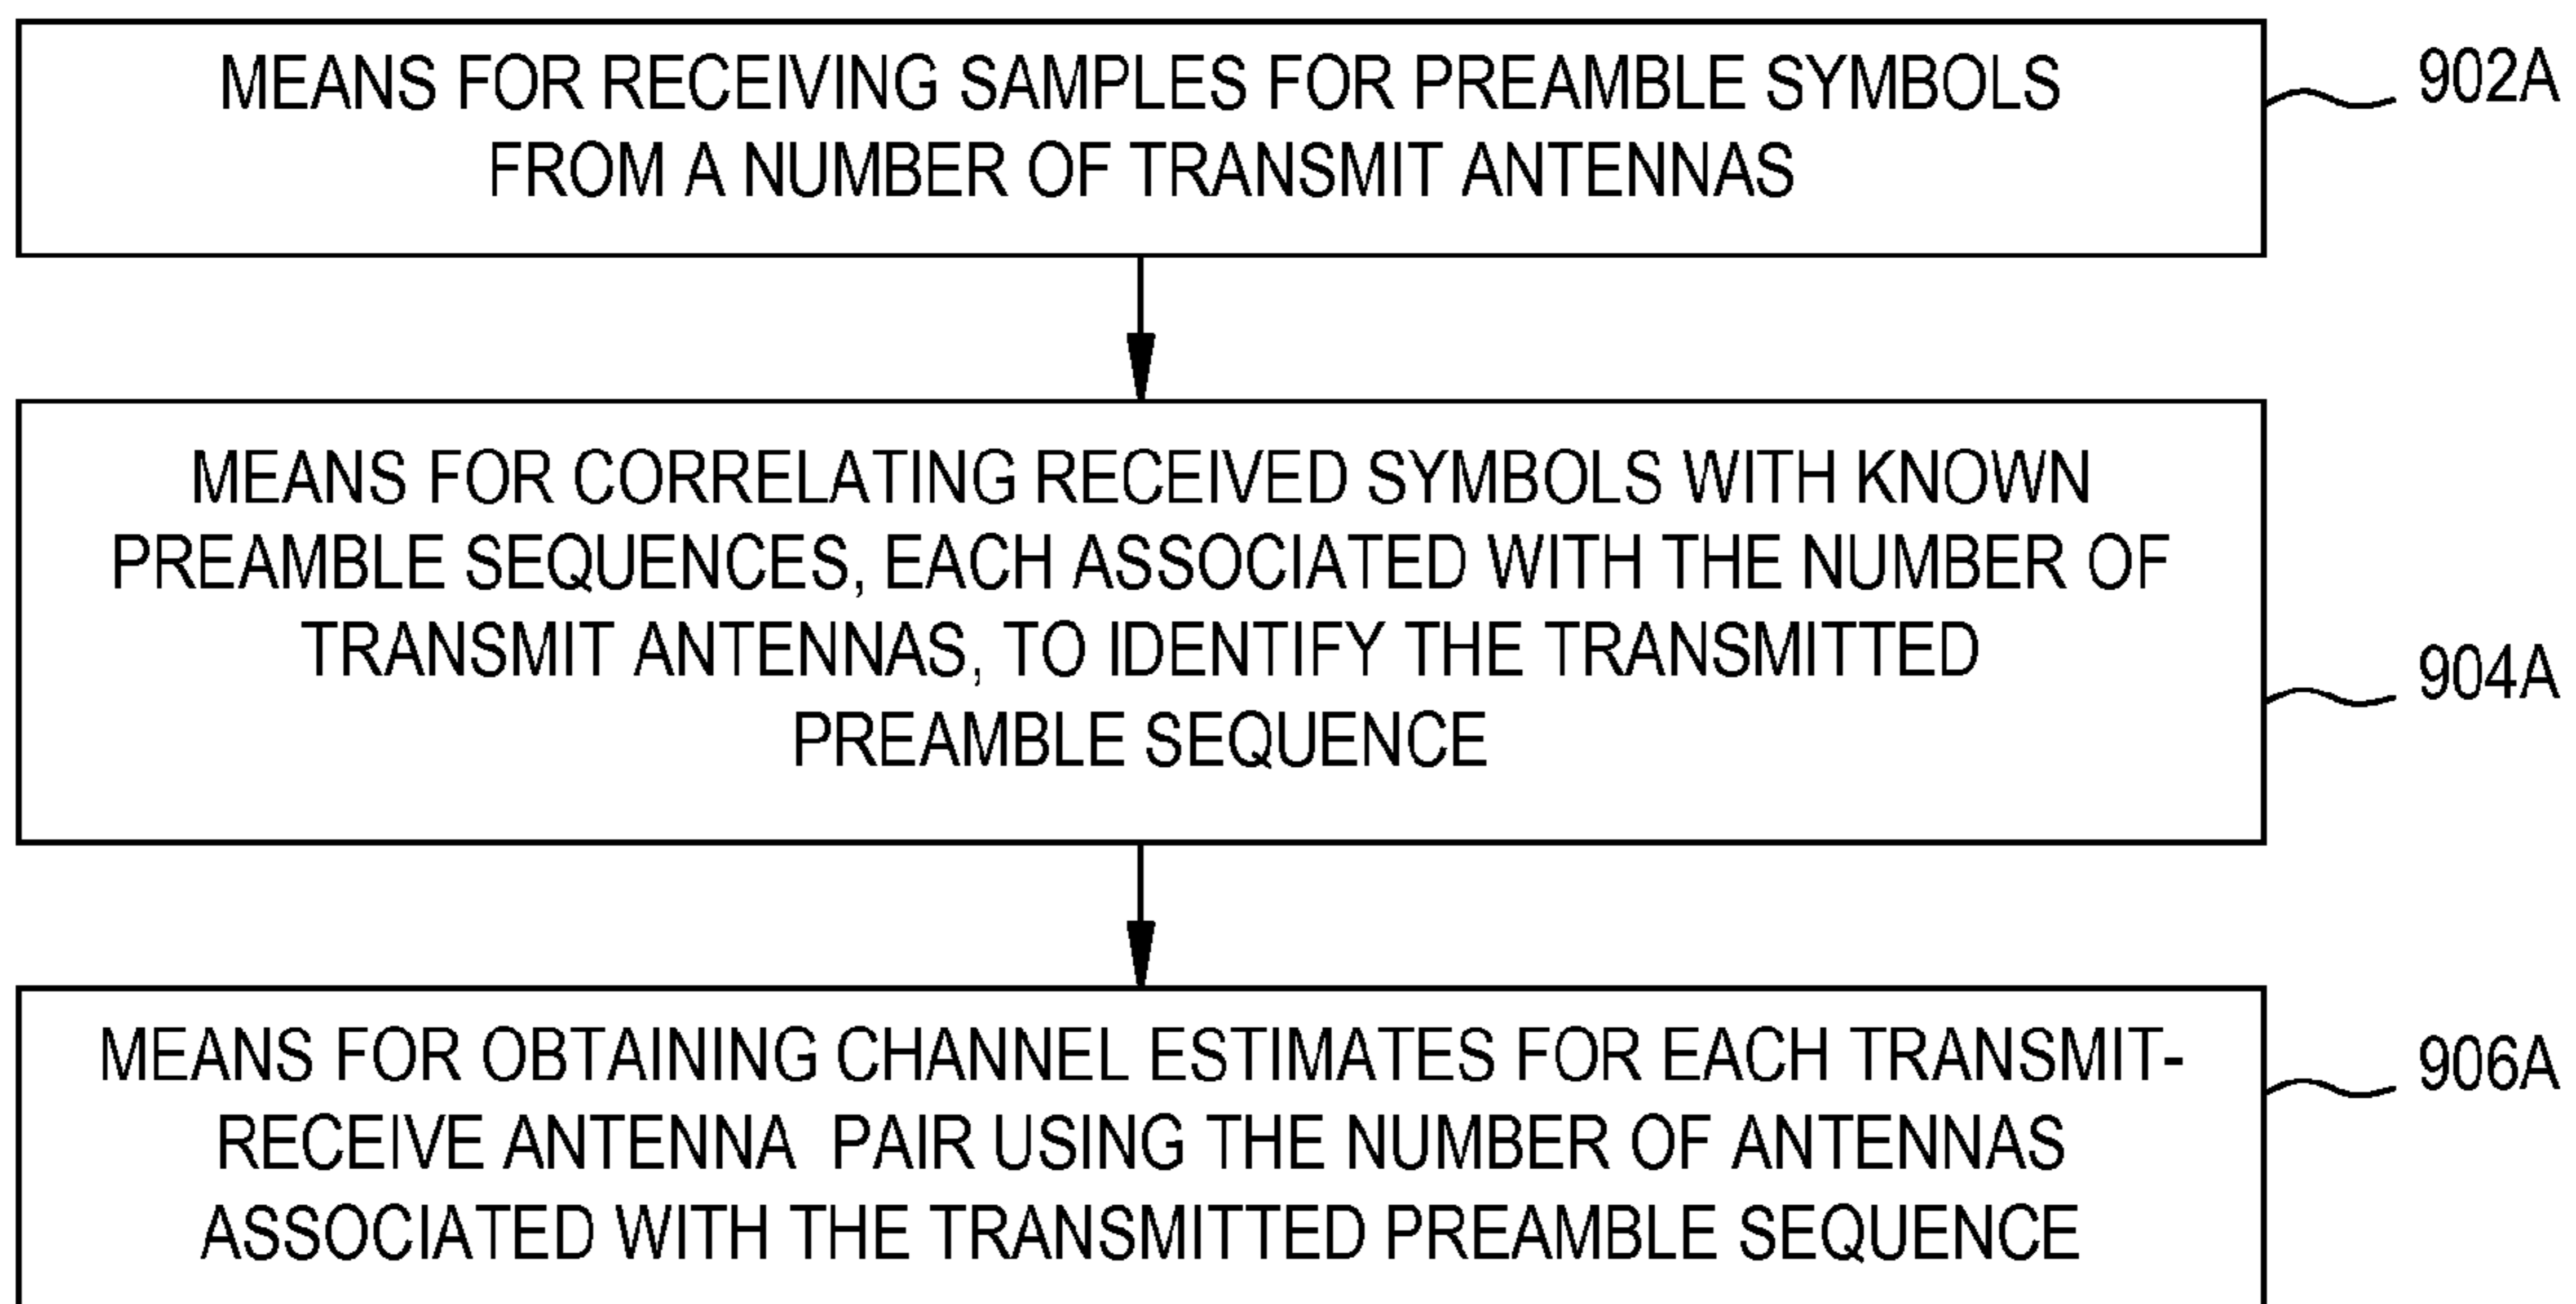 MEANS FOR RECEIVING SAMPLES FOR PREAMBLE SYMBOLS
FROM A NUMBER OF TRANSMIT ANTENNAS
902A
MEANS FOR CORRELATING RECEIVED SYMBOLS WITH KNOWN
PREAMBLE SEQUENCES, EACH ASSOCIATED WITH THE NUMBER OF
TRANSMIT ANTENNAS, TO IDENTIFY THE TRANSMITTED
PREAMBLE SEQUENCE
904A
MEANS FOR OBTAINING CHANNEL ESTIMATES FOR EACH TRANSMIT-
RECEIVE ANTENNA PAIR USING THE NUMBER OF ANTENNAS
ASSOCIATED WITH THE TRANSMITTED PREAMBLE SEQUENCE
906A